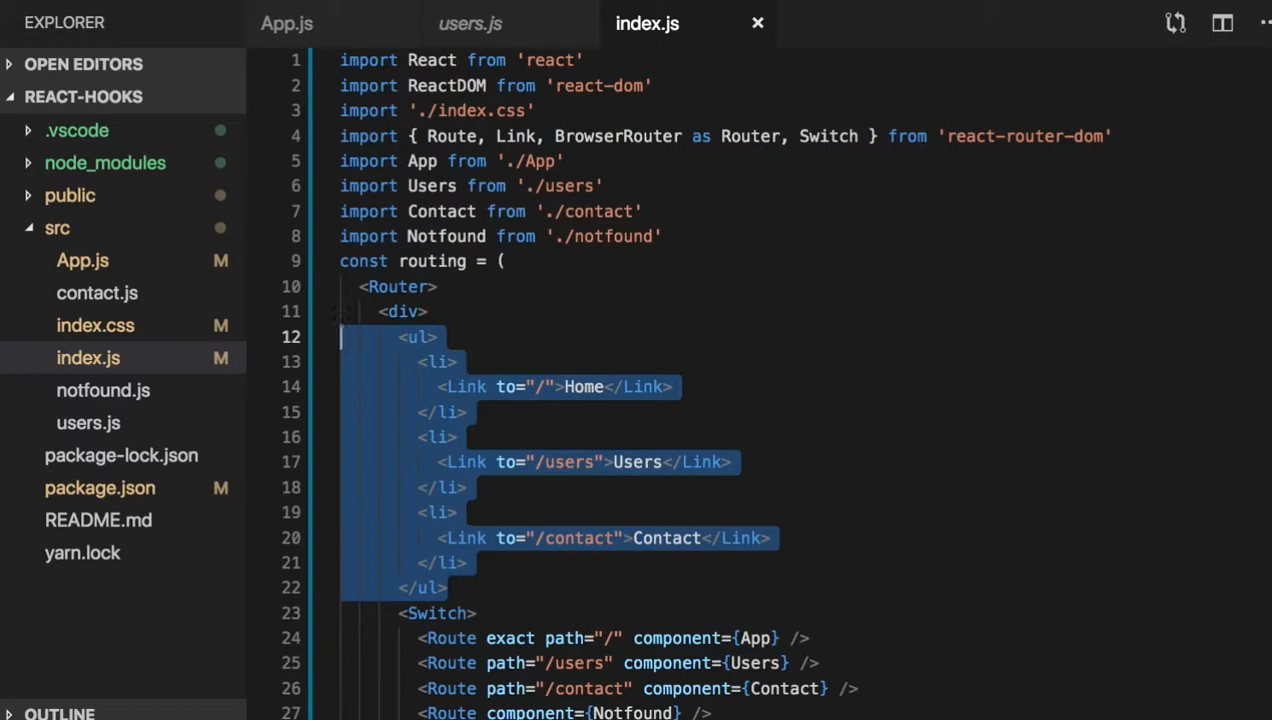 EXPLORER
OPEN EDITORS
REACT-HOOKS
.vscode
node_modules
public
src
App.js M
contact.js
index.css M
index.js M
notfound.js
users.js
package-lock.json
package.json M
README.md
yarn.lock
OUTLINE
App.js users.js index.js ×
1 import React from 'react'
2 import ReactDOM from 'react-dom'
3 import './index.css'
4 import { Route, Link, BrowserRouter as Router, Switch } from 'react-router-dom'
5 import App from './App'
6 import Users from './users'
7 import Contact from './contact'
8 import Notfound from './notfound'
9 const routing = (
10 <Router>
11 <div>
12 <ul>
13 <li>
14 <Link to="/">Home</Link>
15 </li>
16 <li>
17 <Link to="/users">Users</Link>
18 </li>
19 <li>
20 <Link to="/contact">Contact</Link>
21 </li>
22 </ul>
23 <Switch>
24 <Route exact path="/" component={App} />
25 <Route path="/users" component={Users} />
26 <Route path="/contact" component={Contact} />
27 <Route component={Notfound} />